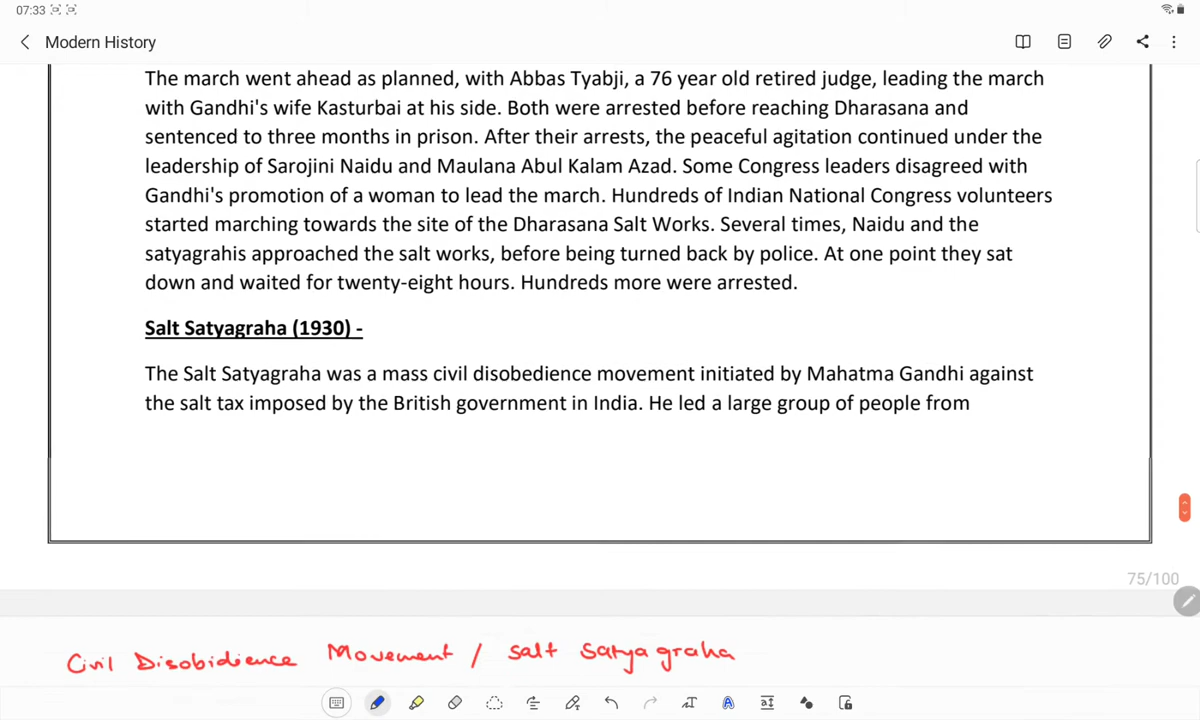 07:33
Modern History
The march went ahead as planned, with Abbas Tyabji, a 76 year old retired judge, leading the march
with Gandhi's wife Kasturbai at his side. Both were arrested before reaching Dharasana and
sentenced to three months in prison. After their arrests, the peaceful agitation continued under the
leadership of Sarojini Naidu and Maulana Abul Kalam Azad. Some Congress leaders disagreed with
Gandhi's promotion of a woman to lead the march. Hundreds of Indian National Congress volunteers
started marching towards the site of the Dharasana Salt Works. Several times, Naidu and the
satyagrahis approached the salt works, before being turned back by police. At one point they sat
down and waited for twenty-eight hours. Hundreds more were arrested.
Salt Satyagraha (1930) -
The Salt Satyagraha was a mass civil disobedience movement initiated by Mahatma Gandhi against
the salt tax imposed by the British government in India. He led a large group of people from
75/100
Civil Disobidience Movement / Salt Satyagraha